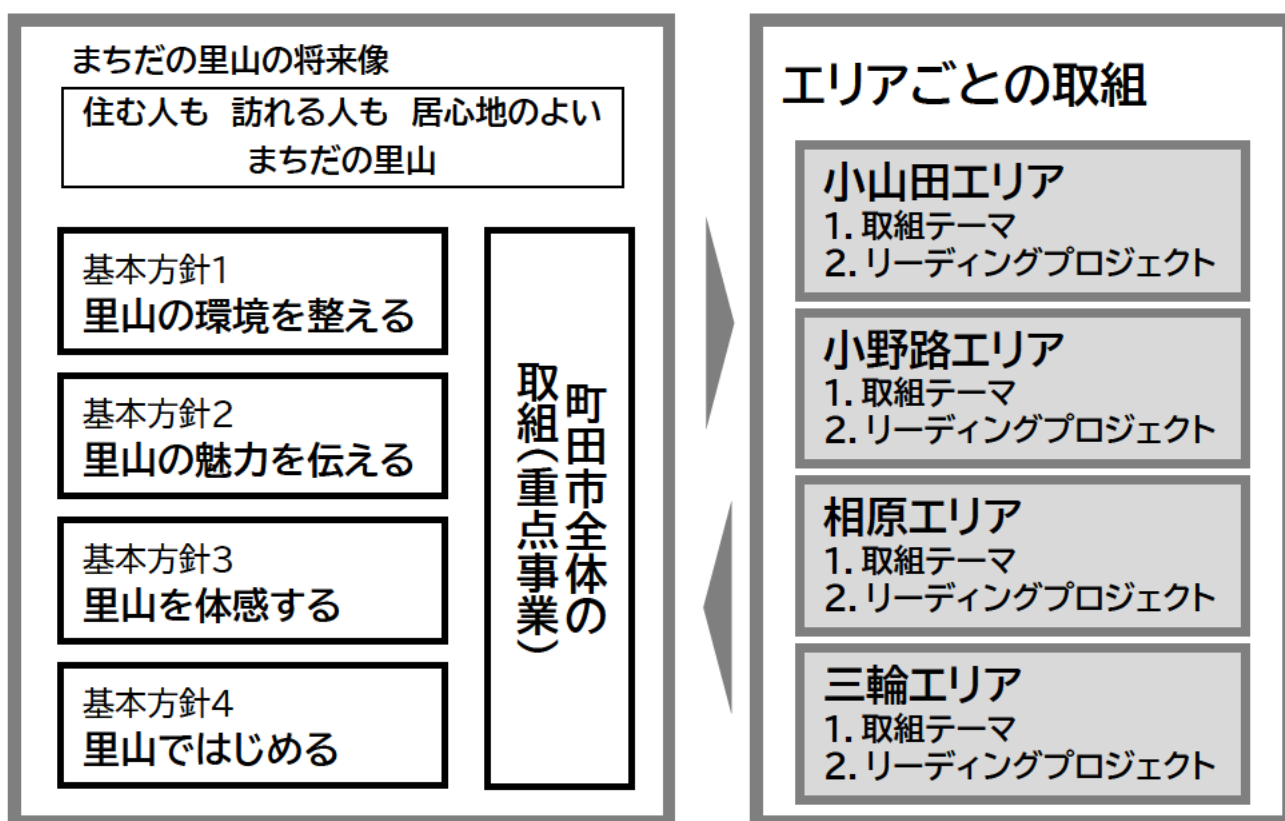 まちだの里山の将来像
住む人も 訪れる人も 居心地のよい
まちだの里山
基本方針1
里山の環境を整える
基本方針2
里山の魅力を伝える
基本方針3
里山を体感する
基本方針4
里山ではじめる
町田市全体の
取組(重点事業)
エリアごとの取組
小山田エリア
1. 取組テーマ
2. リーディングプロジェクト
小野路エリア
1. 取組テーマ
2. リーディングプロジェクト
相原エリア
1. 取組テーマ
2. リーディングプロジェクト
三輪エリア
1. 取組テーマ
2. リーディングプロジェクト